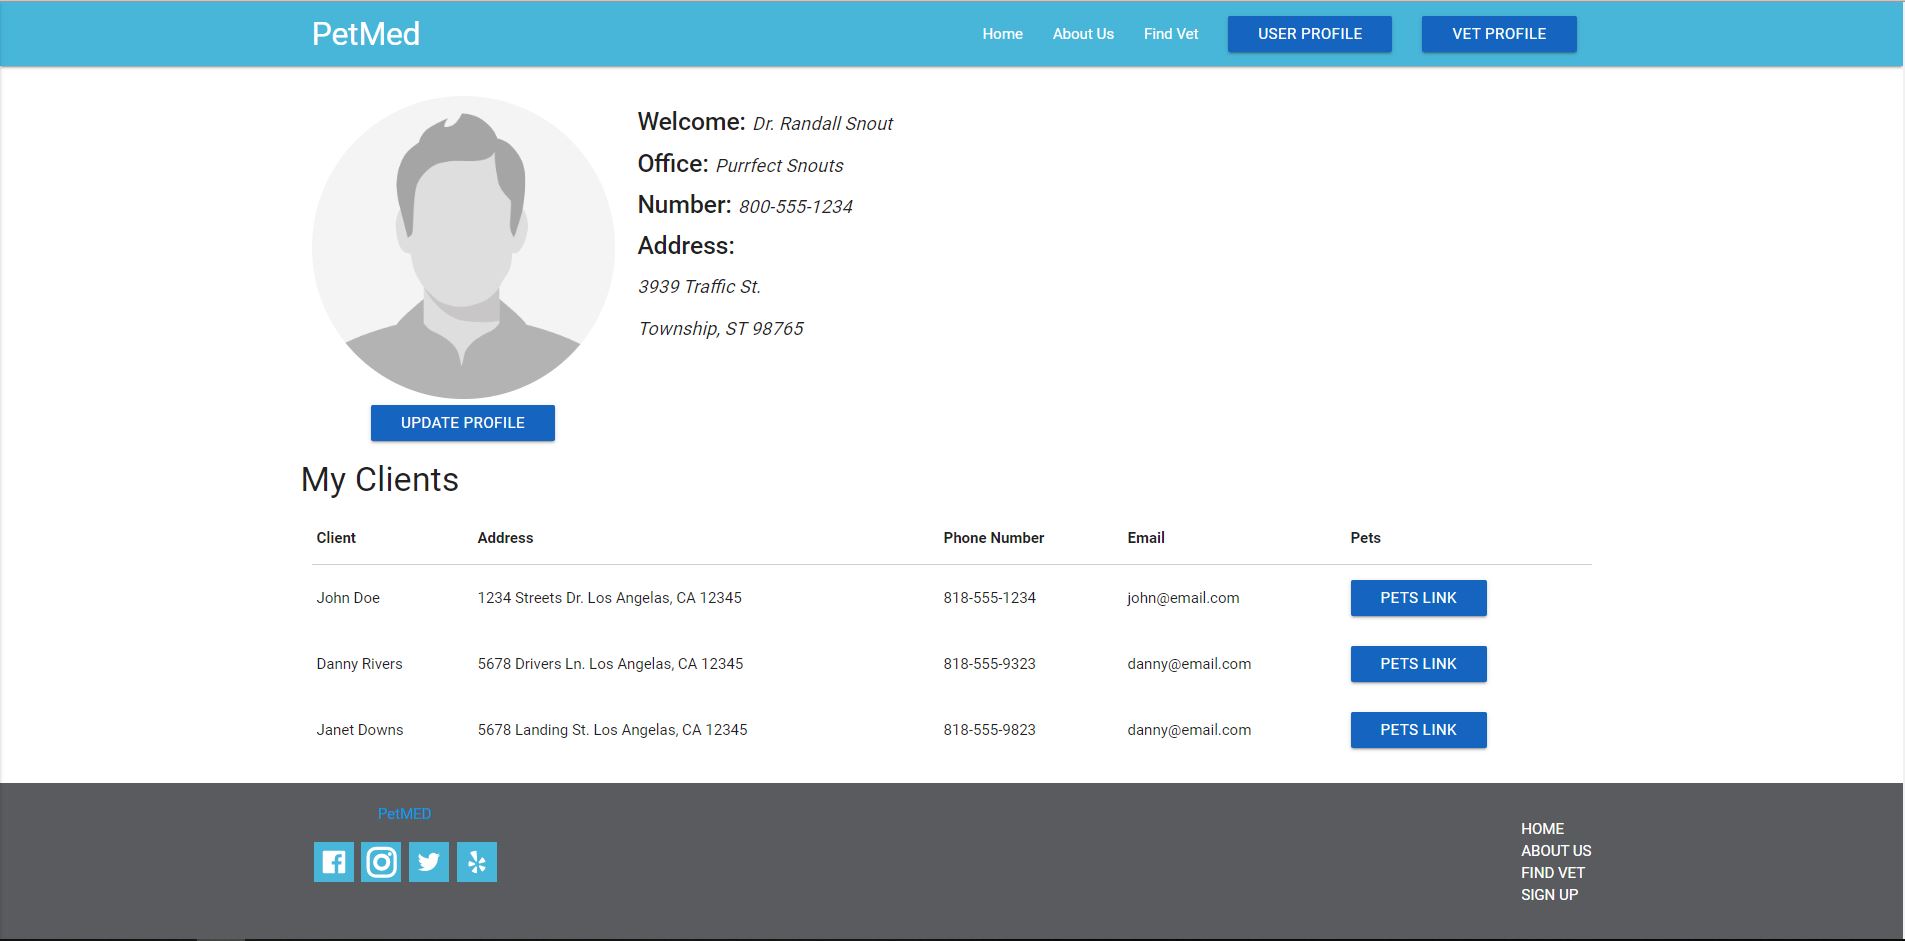 PetMed
Home About Us Find Vet USER PROFILE VET PROFILE
Welcome: Dr. Randall Snout
Office: Purrfect Snouts
Number: 800-555-1234
Address:
3939 Traffic St.
Township, ST 98765
UPDATE PROFILE
My Clients
Client Address Phone Number Email Pets
John Doe 1234 Streets Dr. Los Angelas, CA 12345 818-555-1234 john@email.com PETS LINK
Danny Rivers 5678 Drivers Ln. Los Angelas, CA 12345 818-555-9323 danny@email.com PETS LINK
Janet Downs 5678 Landing St. Los Angelas, CA 12345 818-555-9823 danny@email.com PETS LINK
PetMED
HOME
ABOUT US
FIND VET
SIGN UP